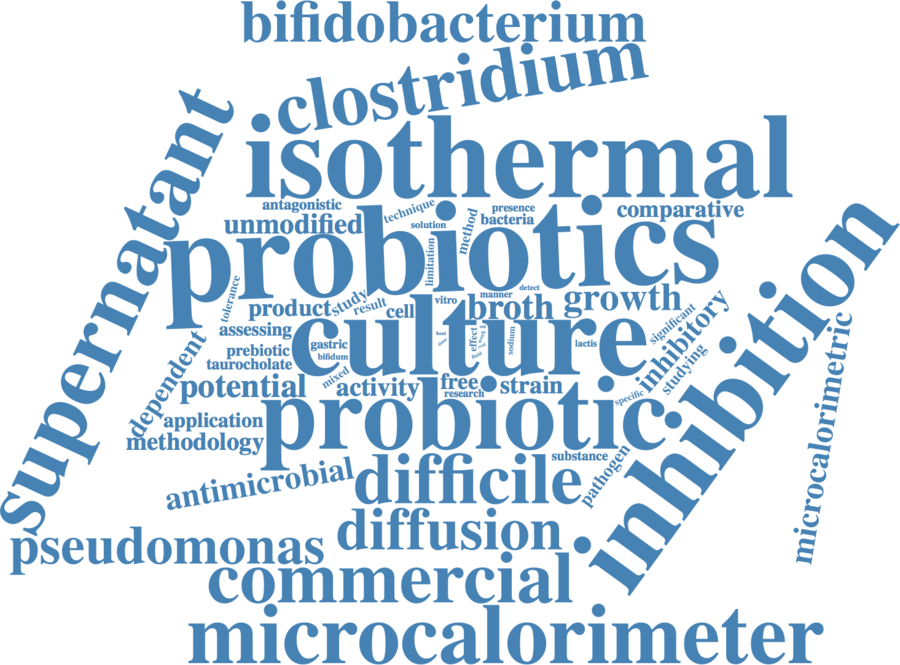 bifidobacterium
clostridium
supernatant
isothermal
antagonistic
technique
presence
comparative
unmodified
solution
method
bacteria
probiotics
inhibition
limitation
tolerance
detect
product
study
result
cell
vitro
manner
broth
growth
significant
inhibitory
microcalorimetric
assessing
culture
effect
sodium
lactis
studying
dependent
prebiotic
gastric
bifidum
taurocholate
mixed
potential
activity
free
research
strain
specific
application
methodology
probiotic
substance
pathogen
antimicrobial
difficile
pseudomonas
diffusion
commercial
microcalorimeter